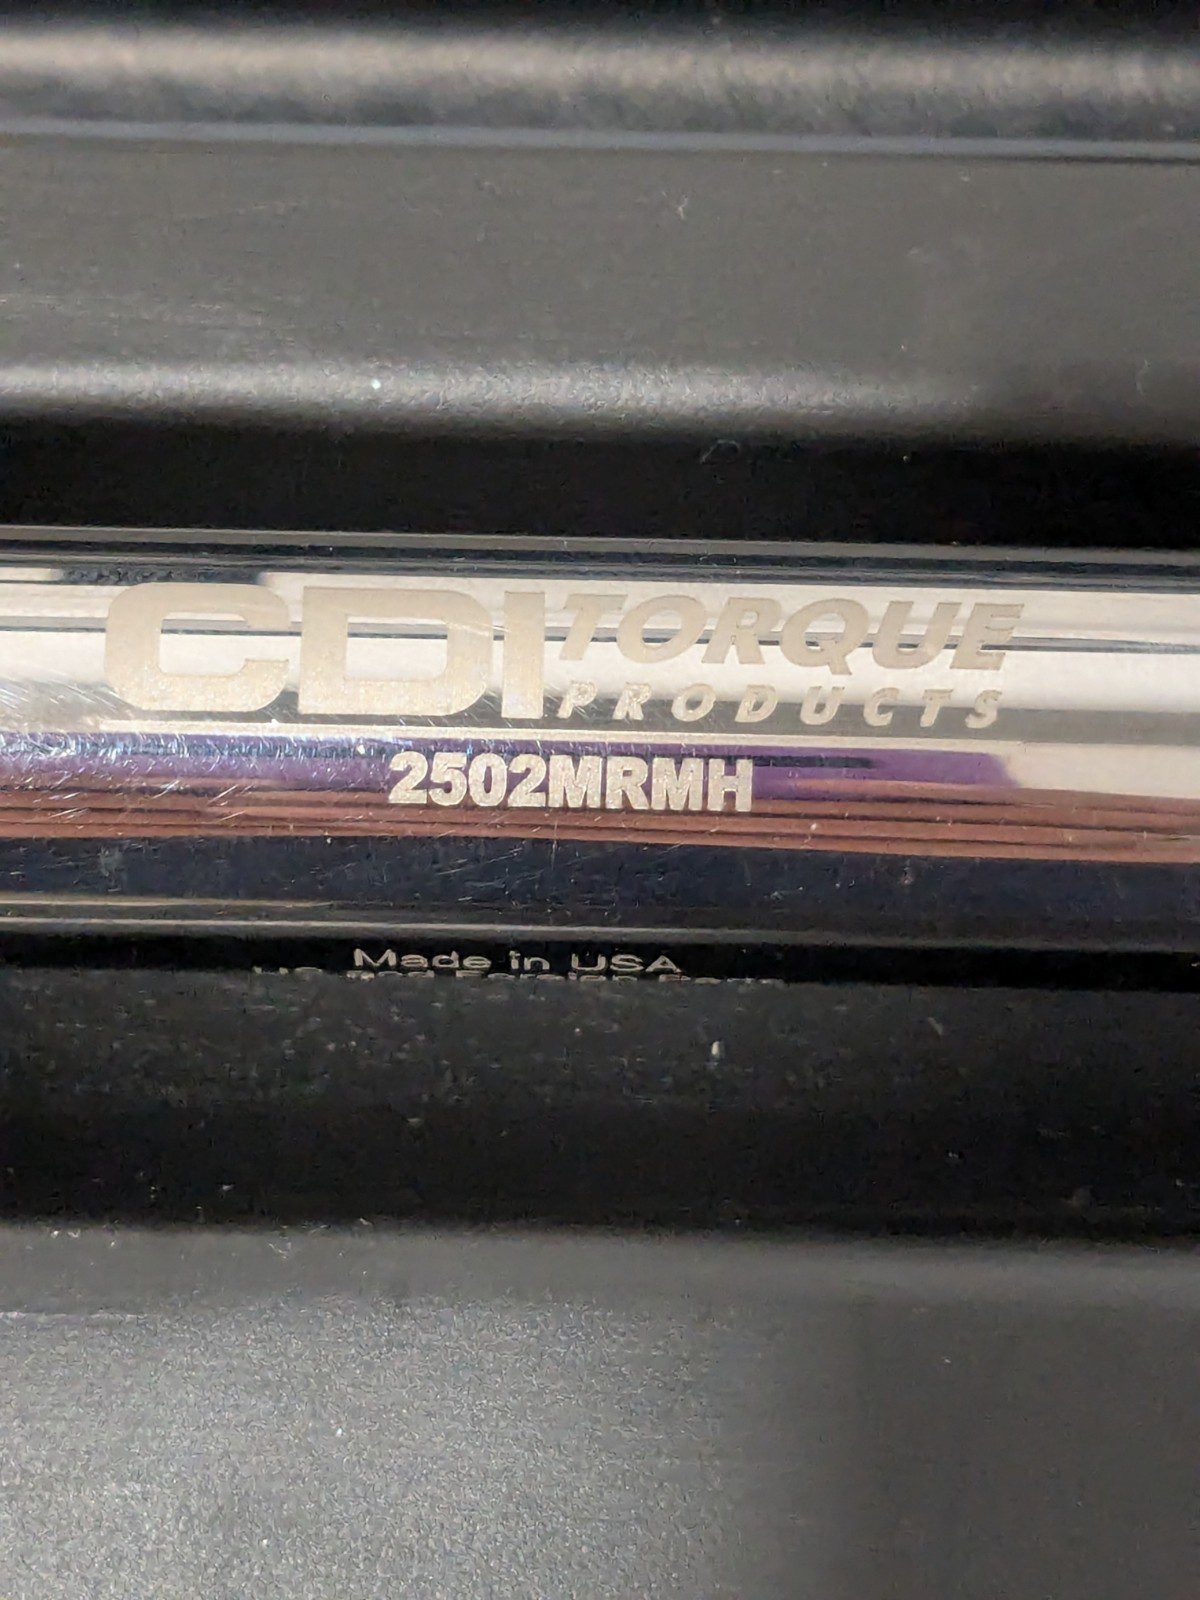 CDI TORQUE
PRODUCTS
2502MRMH
Made in USA